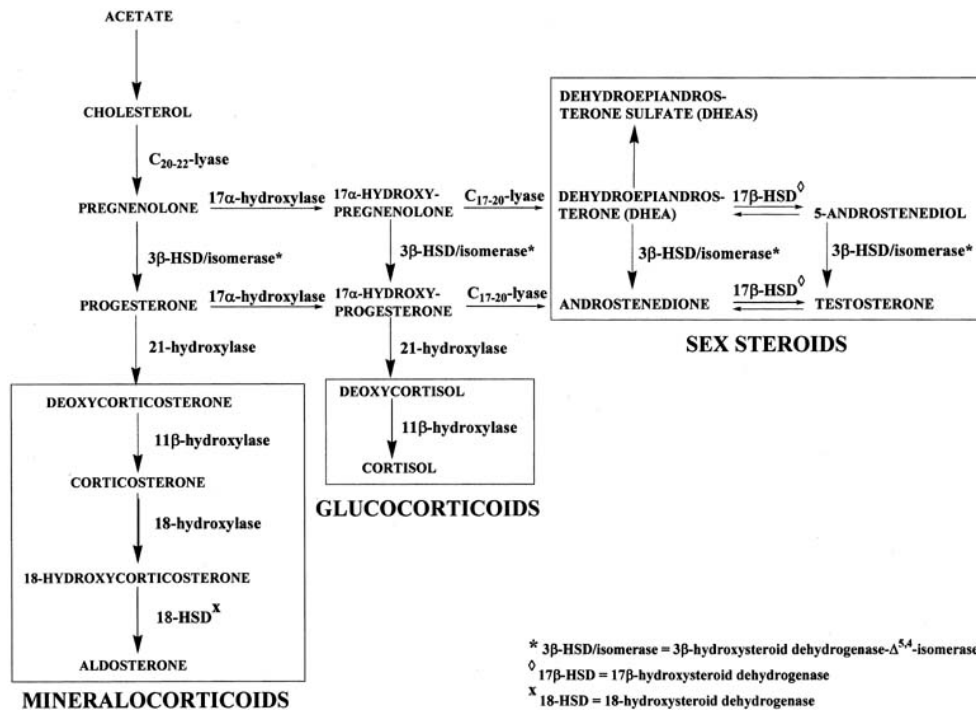 ACETATE
CHOLESTEROL
C20-22-lyase
PREGNENOLONE
17α-hydroxylase
17α-HYDROXY-
PREGNENOLONE
C17-20-lyase
DEHYDROEPIANDROS-
TERONE SULFATE (DHEAS)
DEHYDROEPIANDROS-
TERONE (DHEA)
17β-HSD◊
5-ANDROSTENEDIOL
3β-HSD/isomerase*
3β-HSD/isomerase*
3β-HSD/isomerase*
3β-HSD/isomerase*
PROGESTERONE
17α-hydroxylase
17α-HYDROXY-
PROGESTERONE
C17-20-lyase
ANDROSTENEDIONE
17β-HSD◊
TESTOSTERONE
SEX STEROIDS
21-hydroxylase
21-hydroxylase
DEOXYCORTICOSTERONE
11β-hydroxylase
CORTICOSTERONE
18-hydroxylase
18-HYDROXYCORTICOSTERONE
18-HSDx
ALDOSTERONE
MINERALOCORTICOIDS
DEOXYCORTISOL
11β-hydroxylase
CORTISOL
GLUCOCORTICOIDS
* 3β-HSD/isomerase = 3β-hydroxysteroid dehydrogenase-Δ5,4-isomerase
◊ 17β-HSD = 17β-hydroxysteroid dehydrogenase
x 18-HSD = 18-hydroxysteroid dehydrogenase